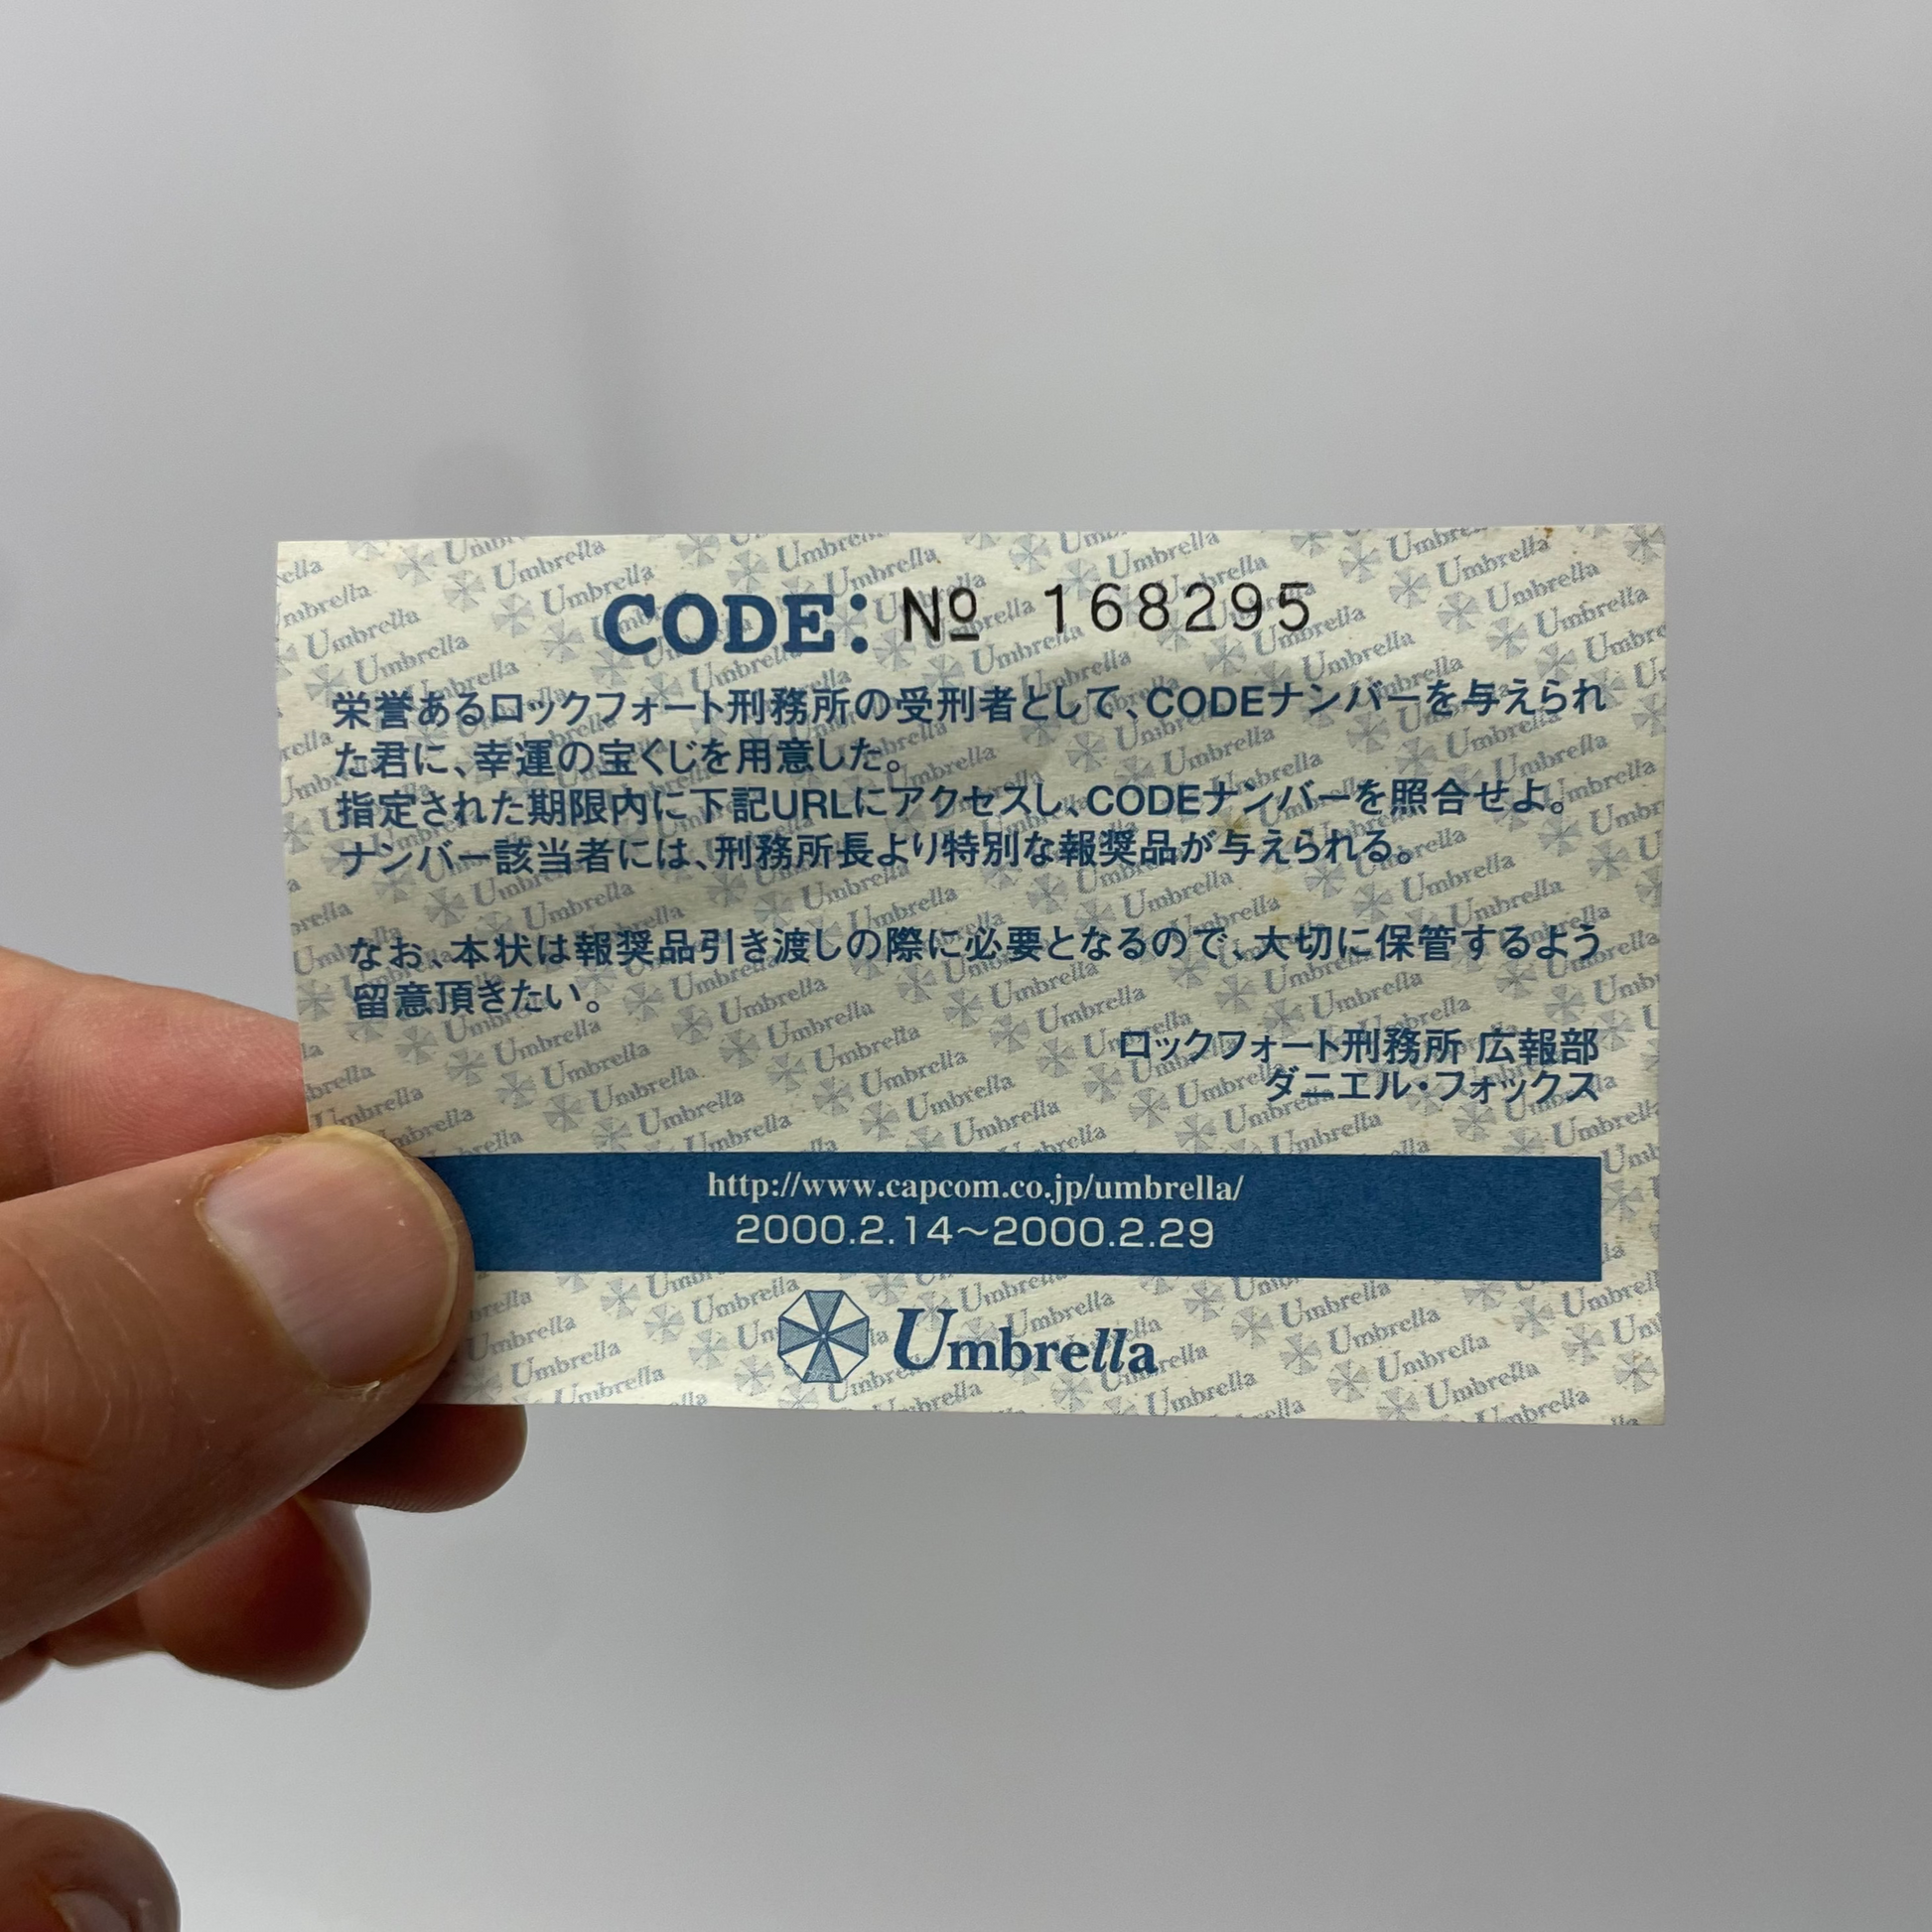 CODE: Nº 168295
栄誉あるロックフォート刑務所の受刑者として、CODEナンバーを与えられ
た君に、幸運の宝くじを用意した。
指定された期限内に下記URLにアクセスし、CODEナンバーを照合せよ。
ナンバー該当者には、刑務所長より特別な報奨品が与えられる。
なお、本状は報奨品引き渡しの際に必要となるので、大切に保管するよう
留意頂きたい。
ロックフォート刑務所 広報部
ダニエル・フォックス
http://www.capcom.co.jp/umbrella/
2000.2.14〜2000.2.29
Umbrella